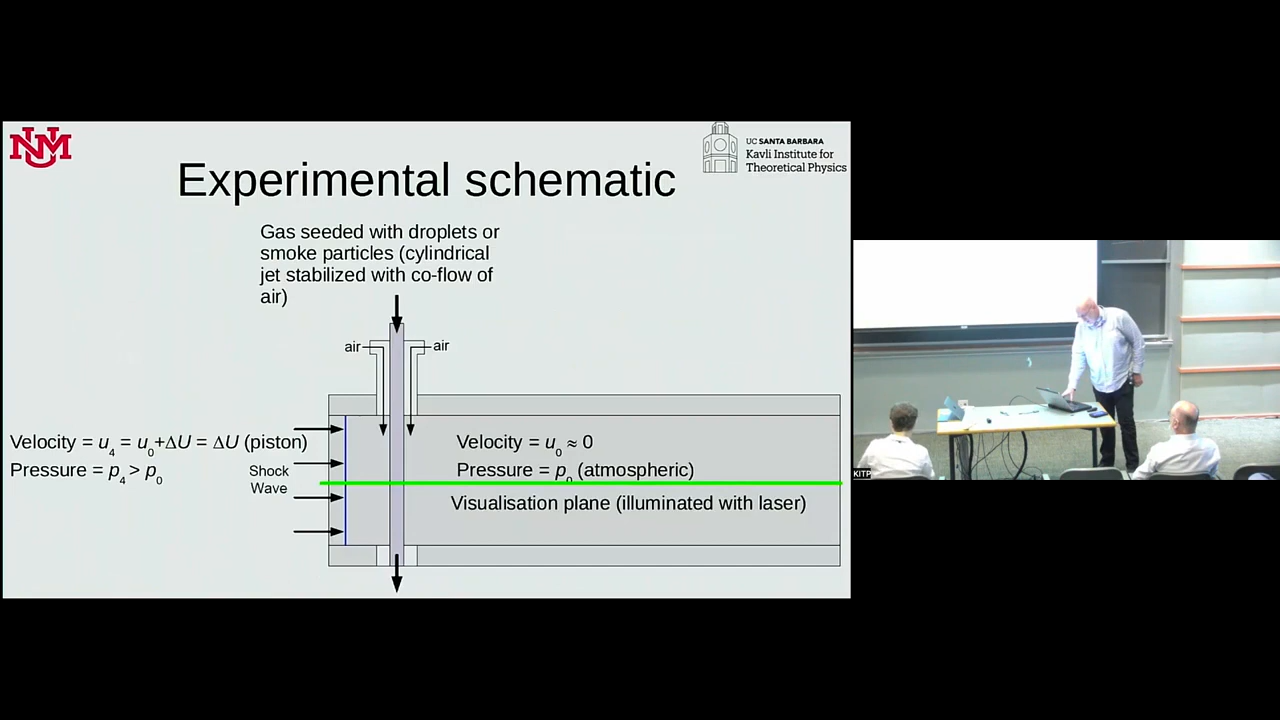 UNM
UC SANTA BARBARA
Kavli Institute for
Theoretical Physics
Experimental schematic
Gas seeded with droplets or
smoke particles (cylindrical
jet stabilized with co-flow of
air)
air
air
Velocity = u4 = u0+ΔU = ΔU (piston)
Pressure = p4 > p0
Shock
Wave
Velocity = u0 ≈ 0
Pressure = p0 (atmospheric)
Visualisation plane (illuminated with laser)
KITP